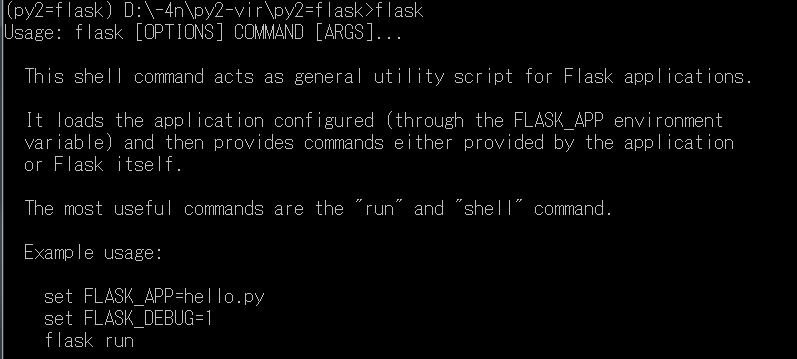 (py2=flask) D:\-4n\py2-vir\py2=flask>flask
Usage: flask [OPTIONS] COMMAND [ARGS]...
This shell command acts as general utility script for Flask applications.
It loads the application configured (through the FLASK_APP environment
variable) and then provides commands either provided by the application
or Flask itself.
The most useful commands are the "run" and "shell" command.
Example usage:
set FLASK_APP=hello.py
set FLASK_DEBUG=1
flask run